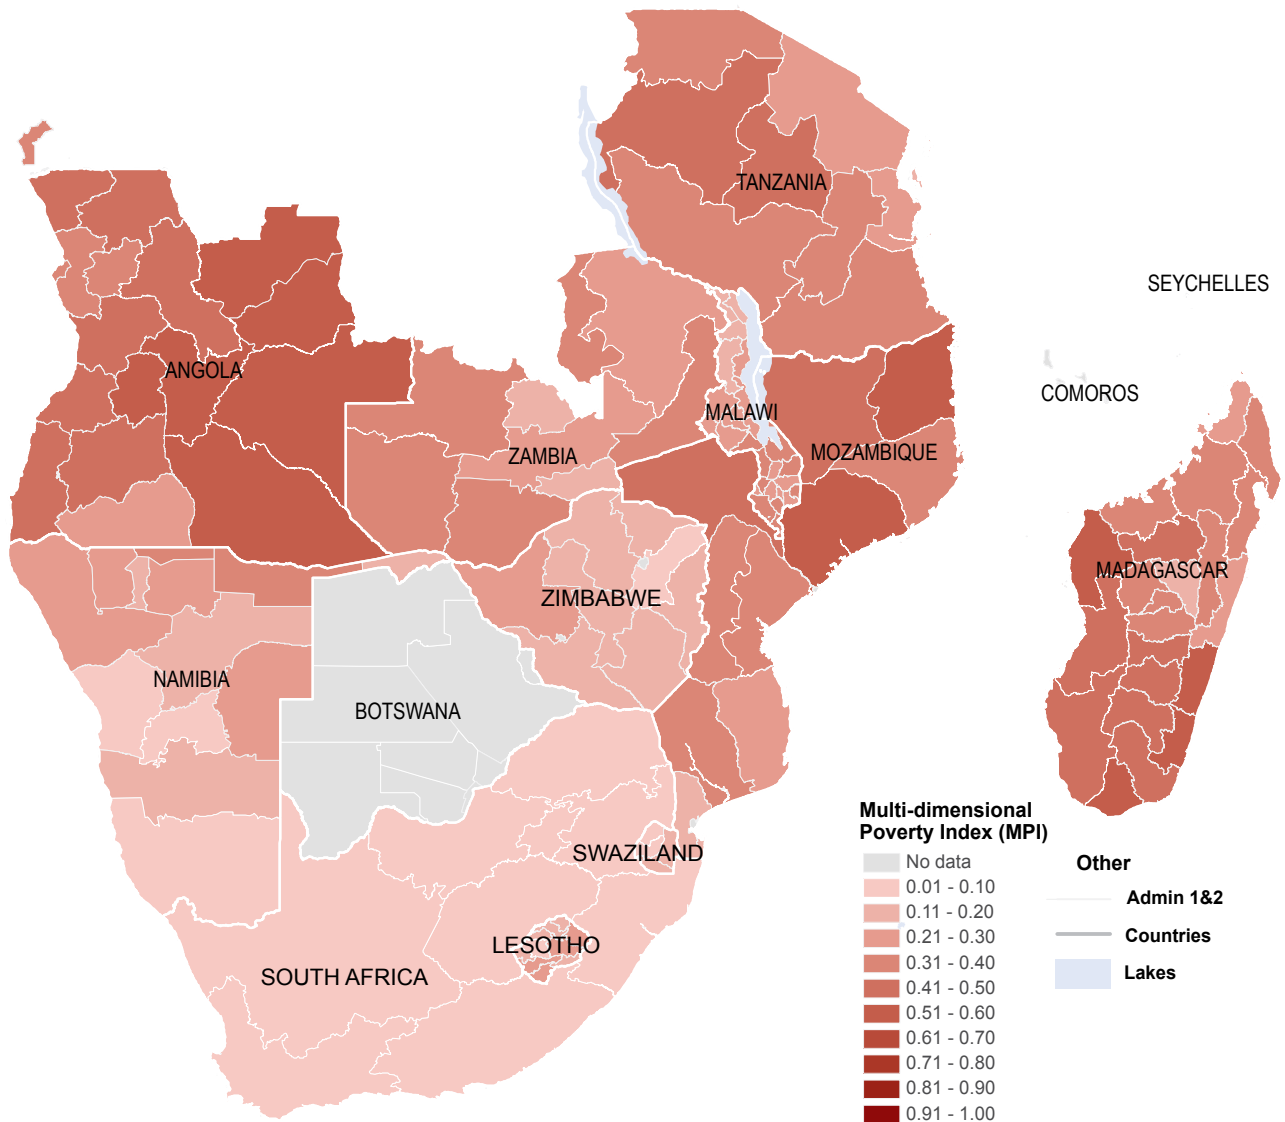 TANZANIA
SEYCHELLES
ANGOLA
COMOROS
MALAWI
ZAMBIA
MOZAMBIQUE
MADAGASCAR
ZIMBABWE
NAMIBIA
BOTSWANA
SWAZILAND
LESOTHO
SOUTH AFRICA
Multi-dimensional
Poverty Index (MPI)
No data
0.01 - 0.10
0.11 - 0.20
0.21 - 0.30
0.31 - 0.40
0.41 - 0.50
0.51 - 0.60
0.61 - 0.70
0.71 - 0.80
0.81 - 0.90
0.91 - 1.00
Other
Admin 1&2
Countries
Lakes